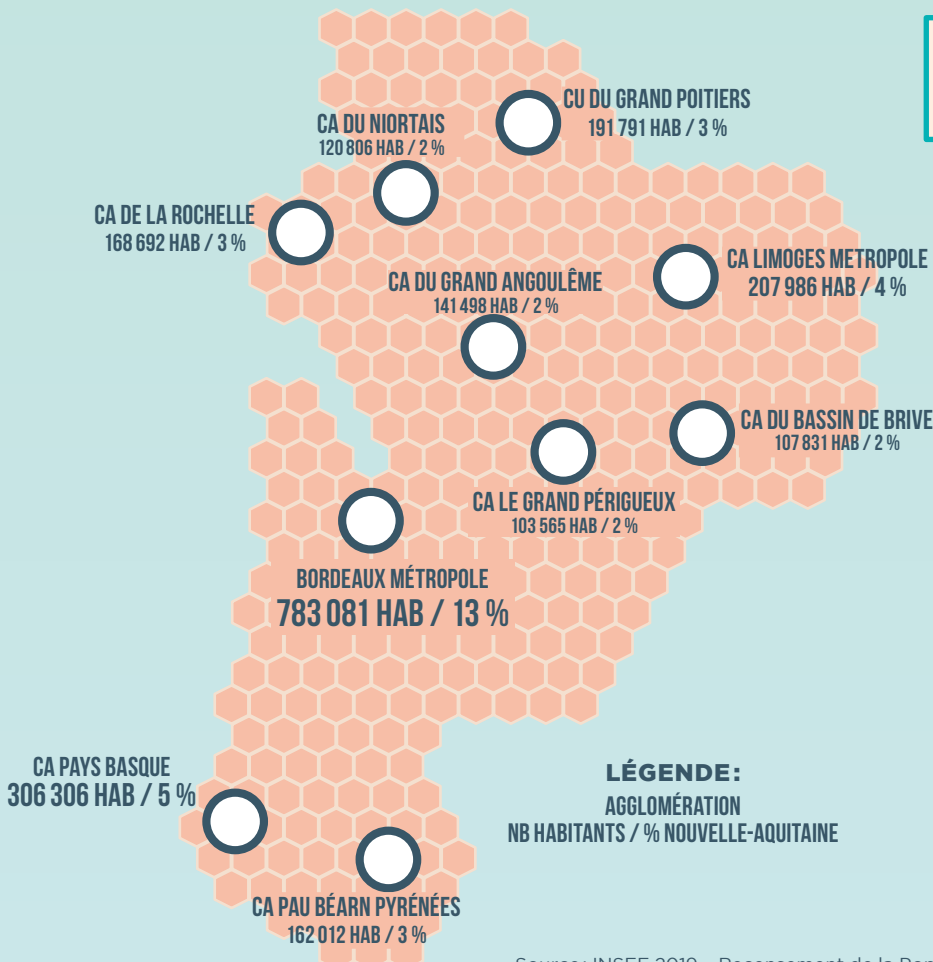 CU DU GRAND POITIERS
191 791 HAB / 3 %
CA DU NIORTAIS
120 806 HAB / 2 %
CA DE LA ROCHELLE
168 692 HAB / 3 %
CA LIMOGES METROPOLE
207 986 HAB / 4 %
CA DU GRAND ANGOULÊME
141 498 HAB / 2 %
CA DU BASSIN DE BRIVE
107 831 HAB / 2 %
CA LE GRAND PÉRIGUEUX
103 565 HAB / 2 %
BORDEAUX MÉTROPOLE
783 081 HAB / 13 %
CA PAYS BASQUE
306 306 HAB / 5 %
LÉGENDE:
AGGLOMÉRATION
NB HABITANTS / % NOUVELLE-AQUITAINE
CA PAU BÉARN PYRÉNÉES
162 012 HAB / 3 %